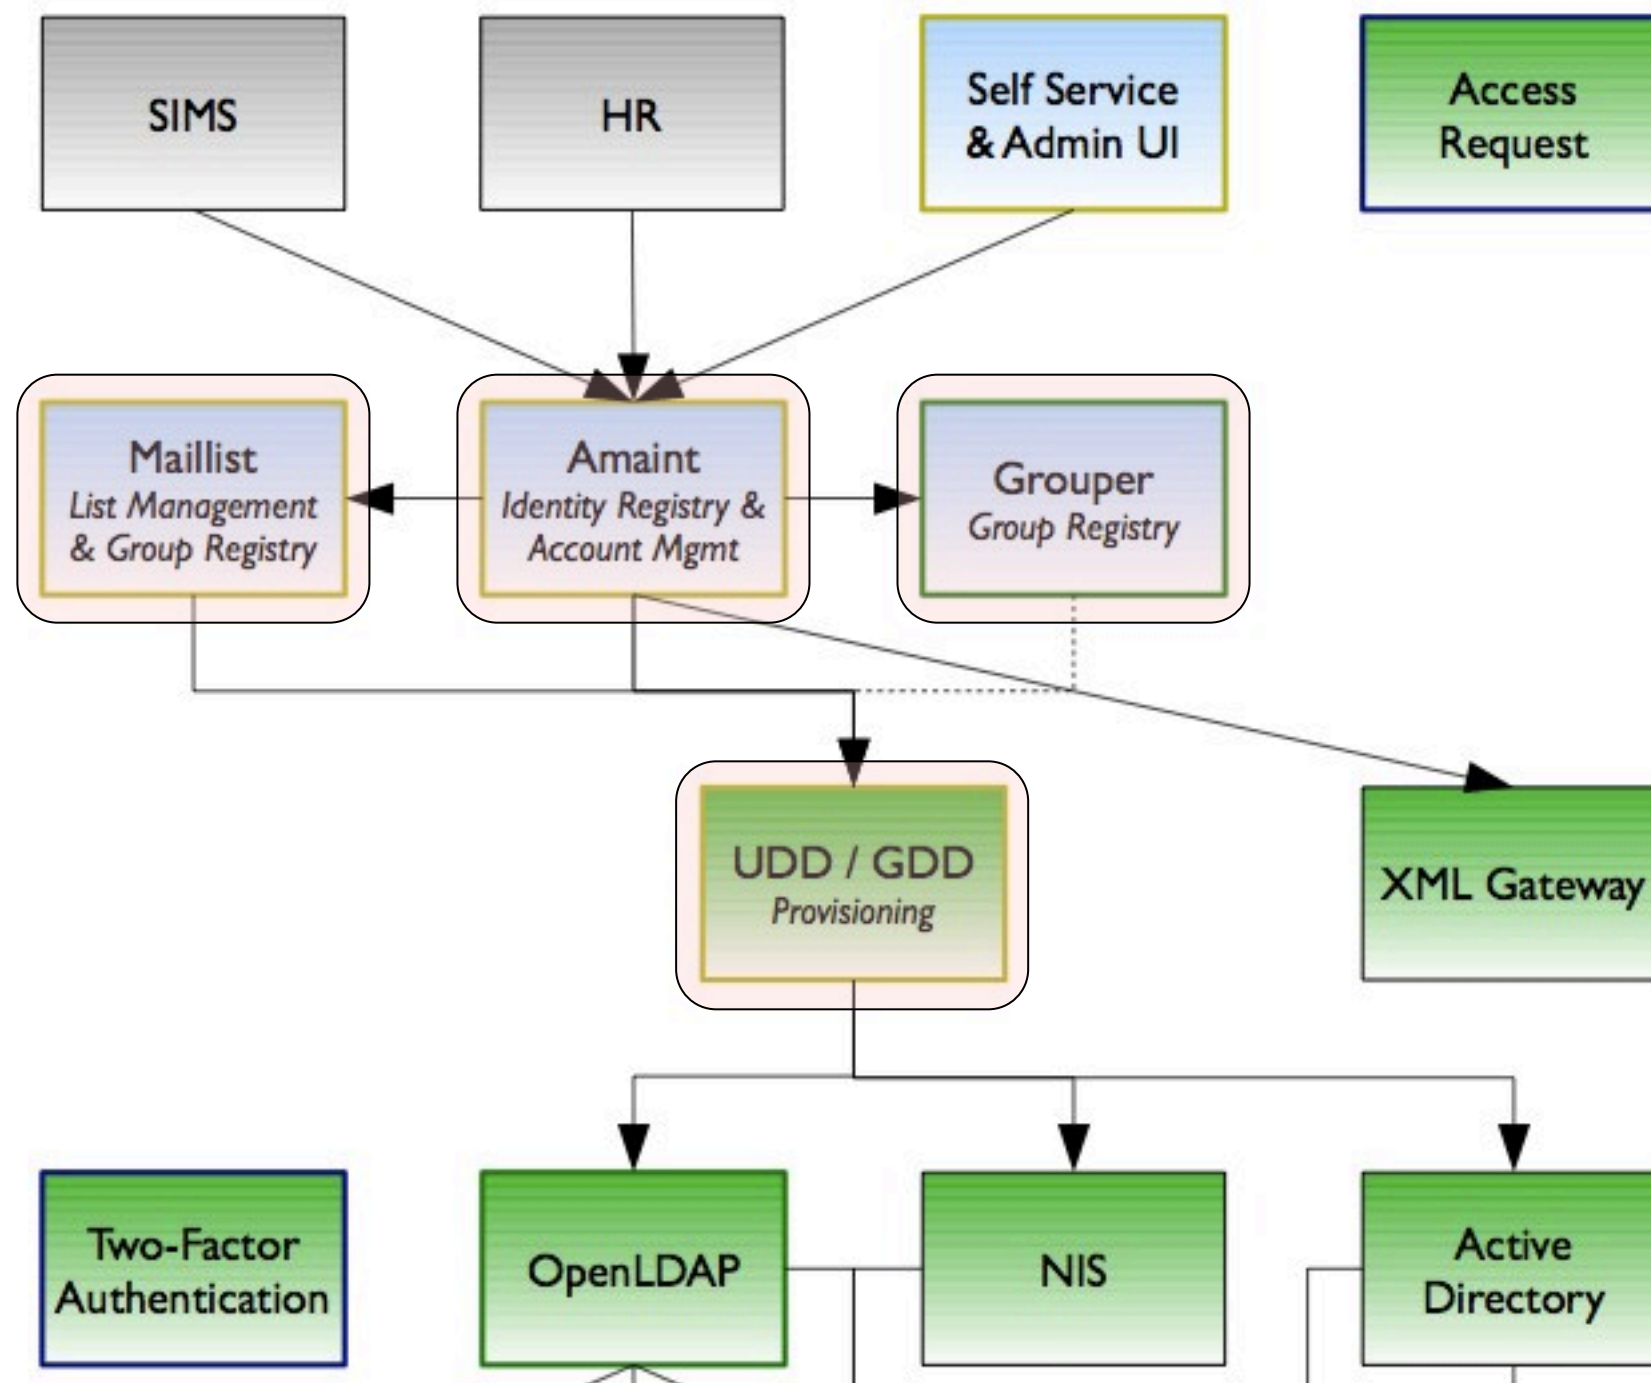 SIMS
HR
Self Service
& Admin UI
Access
Request
Maillist
List Management
& Group Registry
Amaint
Identity Registry &
Account Mgmt
Grouper
Group Registry
UDD / GDD
Provisioning
XML Gateway
Two-Factor
Authentication
OpenLDAP
NIS
Active
Directory